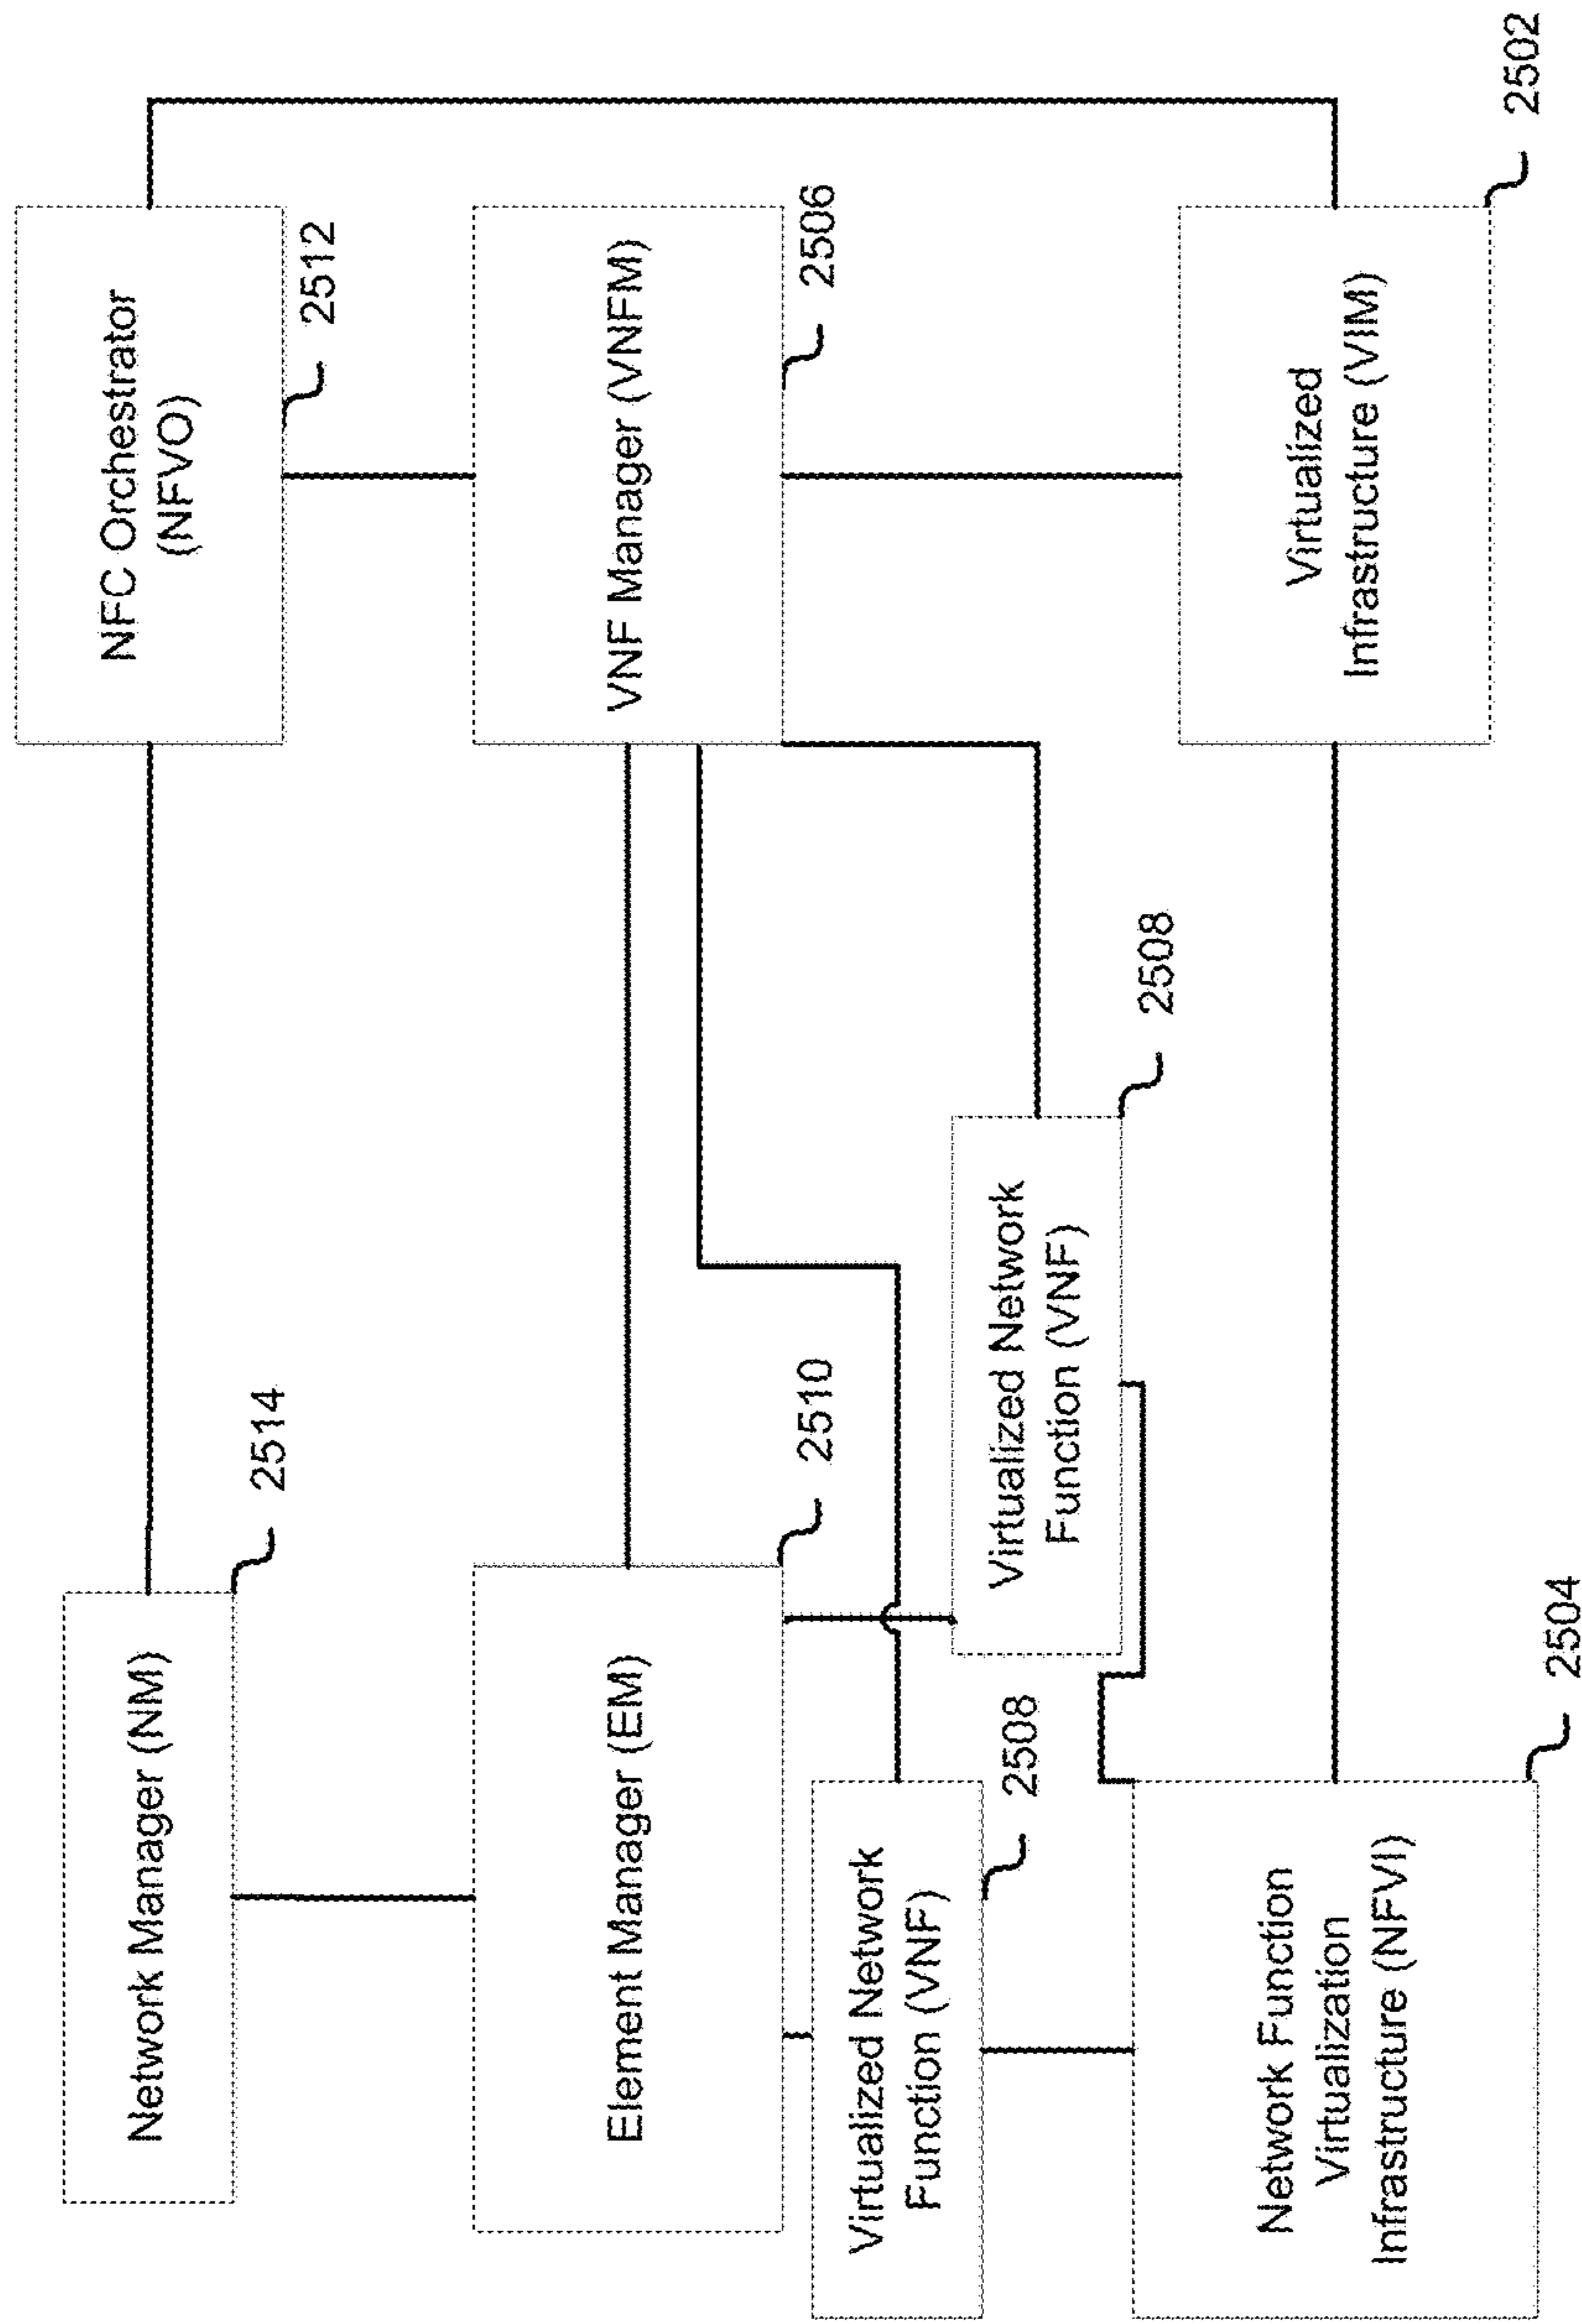 Network Manager (NM)
2514
NFC Orchestrator
(NFVO)
2512
Element Manager (EM)
2510
VNF Manager (VNFM)
2506
Virtualized Network
Function (VNF)
2508
Virtualized Network
Function (VNF)
2508
Network Function
Virtualization
Infrastructure (NFVI)
2504
Virtualized
Infrastructure (VIM)
2502